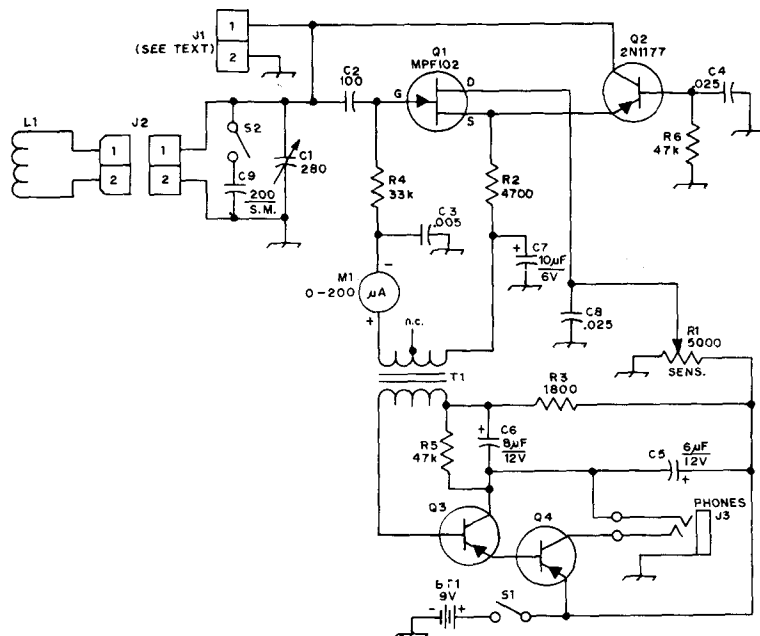 J1
(SEE TEXT)
1
2
L1
J2
1
2
1
2
S2
C9
200
S.M.
C1
280
C2
100
Q1
MPF102
G
D
S
Q2
2N1177
C4
.025
R6
47k
R4
33k
R2
4700
C3
.005
C7
+
10µF
6V
M1
0-200
µA
-
+
n.c.
T1
C8
.025
R1
5000
SENS.
R3
1800
R5
47k
+
C6
8µF
12V
C5
6µF
12V
+
Q3
Q4
PHONES
J3
BT1
9V
-
+
S1